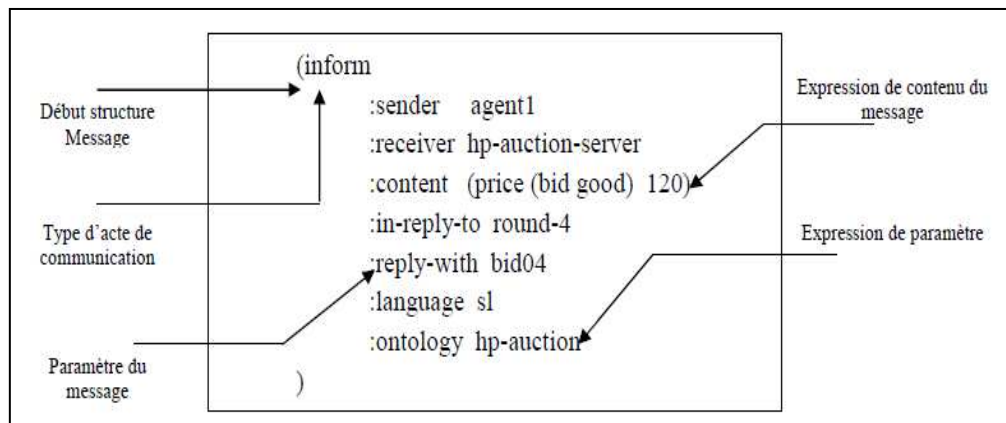 Début structure
Message
Type d'acte de
communication
Paramètre du
message
(inform
:sender agent1
:receiver hp-auction-server
:content (price (bid good) 120)
:in-reply-to round-4
:reply-with bid04
:language sl
:ontology hp-auction
)
Expression de contenu du
message
Expression de paramètre